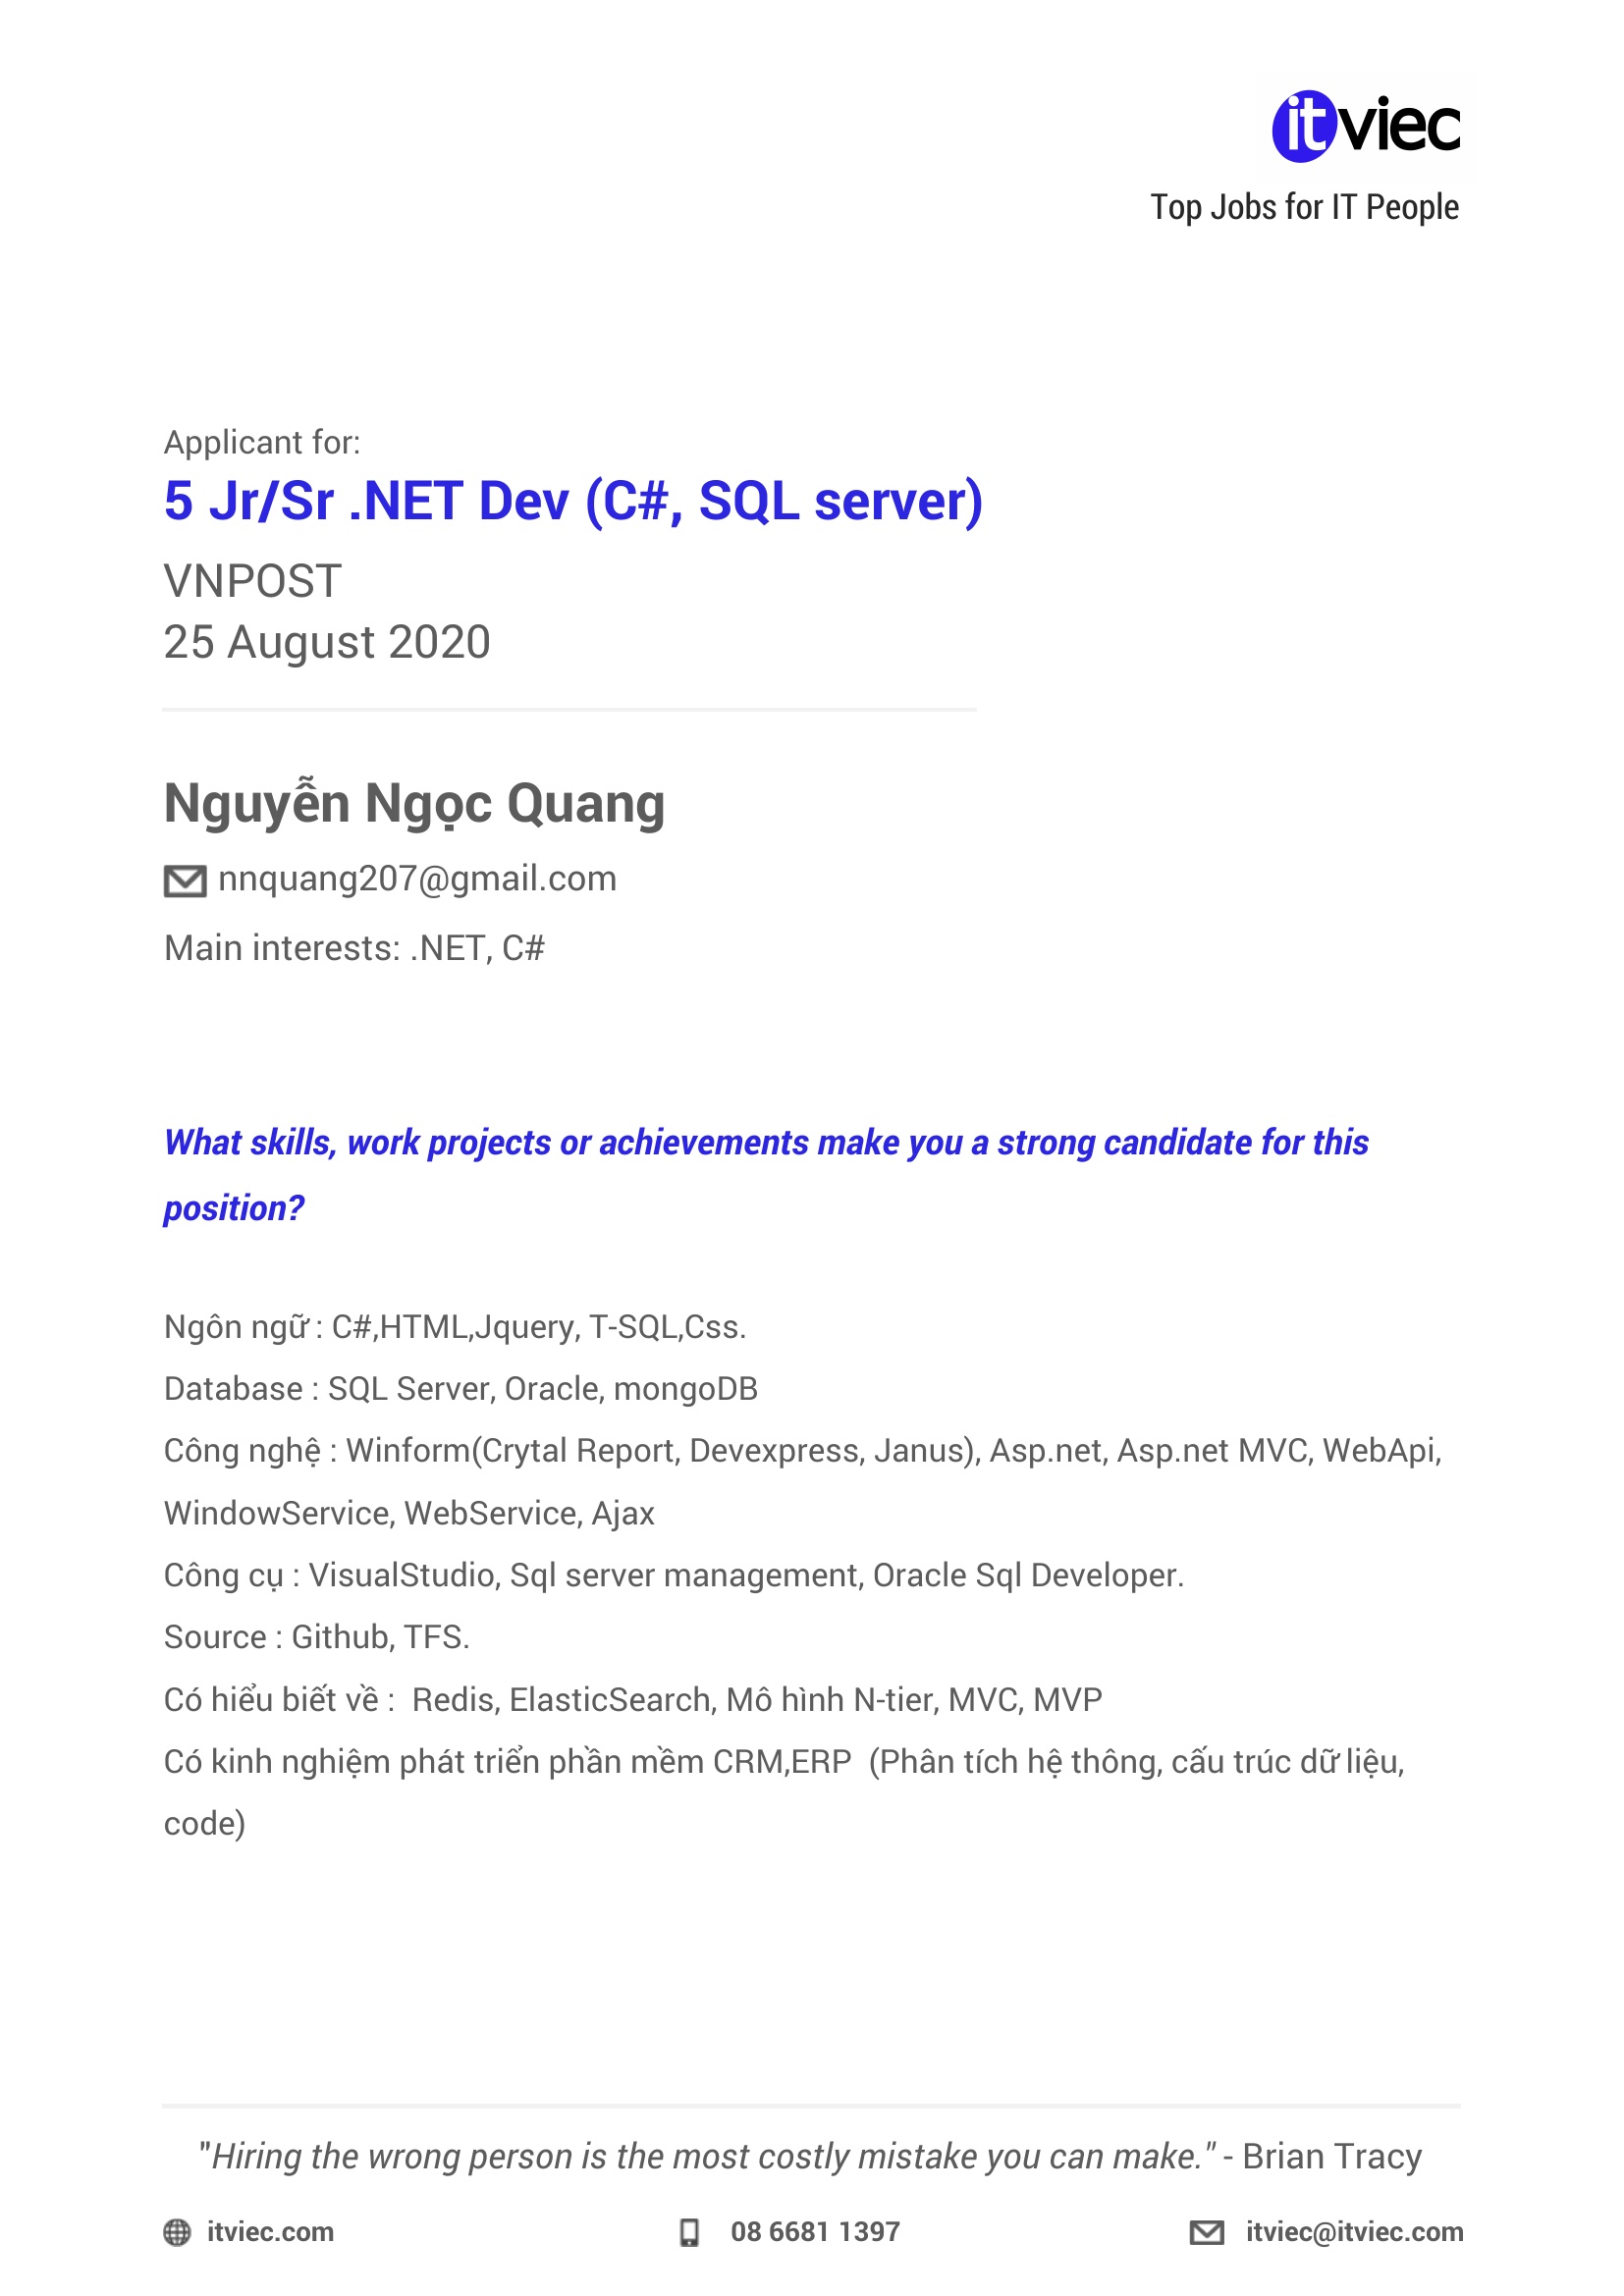 itviec
Top Jobs for IT People
Applicant for:
5 Jr/Sr .NET Dev (C#, SQL server)
VNPOST
25 August 2020
Nguyễn Ngọc Quang
nnquang207@gmail.com
Main interests: .NET, C#
What skills, work projects or achievements make you a strong candidate for this
position?
Ngôn ngữ : C#,HTML,Jquery, T-SQL,Css.
Database : SQL Server, Oracle, mongoDB
Công nghệ : Winform(Crytal Report, Devexpress, Janus), Asp.net, Asp.net MVC, WebApi,
WindowService, WebService, Ajax
Công cụ : VisualStudio, Sql server management, Oracle Sql Developer.
Source : Github, TFS.
Có hiểu biết về :  Redis, ElasticSearch, Mô hình N-tier, MVC, MVP
Có kinh nghiệm phát triển phần mềm CRM,ERP  (Phân tích hệ thông, cấu trúc dữ liệu,
code)
"Hiring the wrong person is the most costly mistake you can make." - Brian Tracy
itviec.com
08 6681 1397
itviec@itviec.com